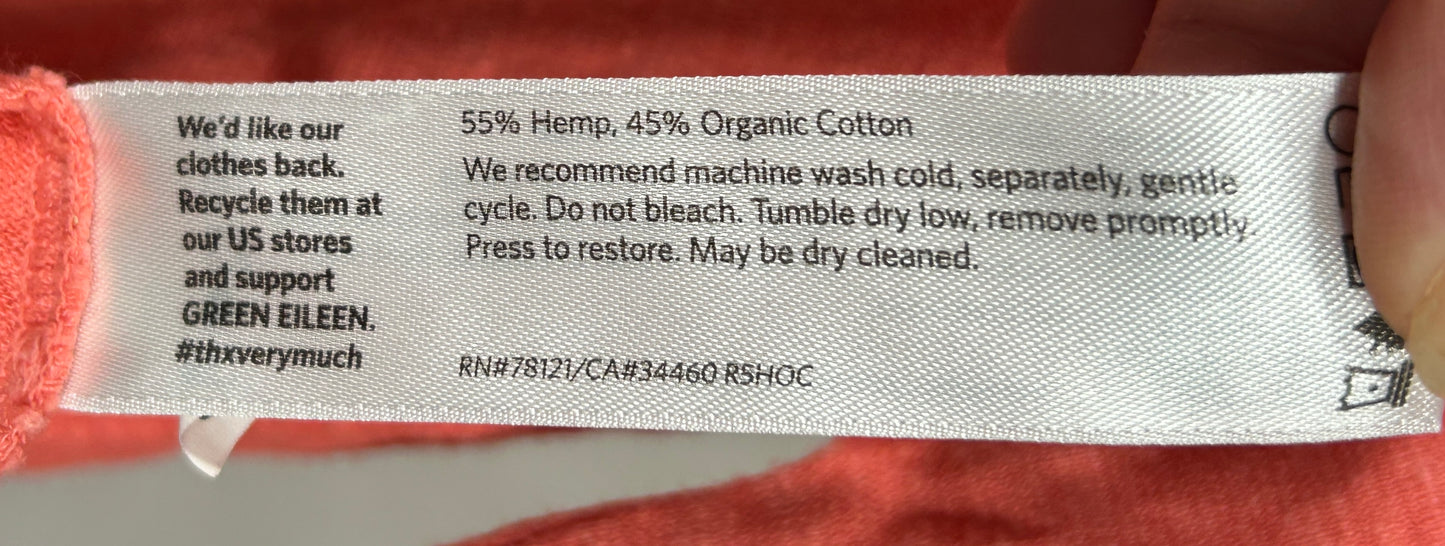 We'd like our
clothes back.
Recycle them at
our US stores
and support
GREEN EILEEN.
#thxverymuch
55% Hemp, 45% Organic Cotton
We recommend machine wash cold, separately, gentle
cycle. Do not bleach. Tumble dry low, remove promptly.
Press to restore. May be dry cleaned.
RN#78121/CA#34460 R5HOC